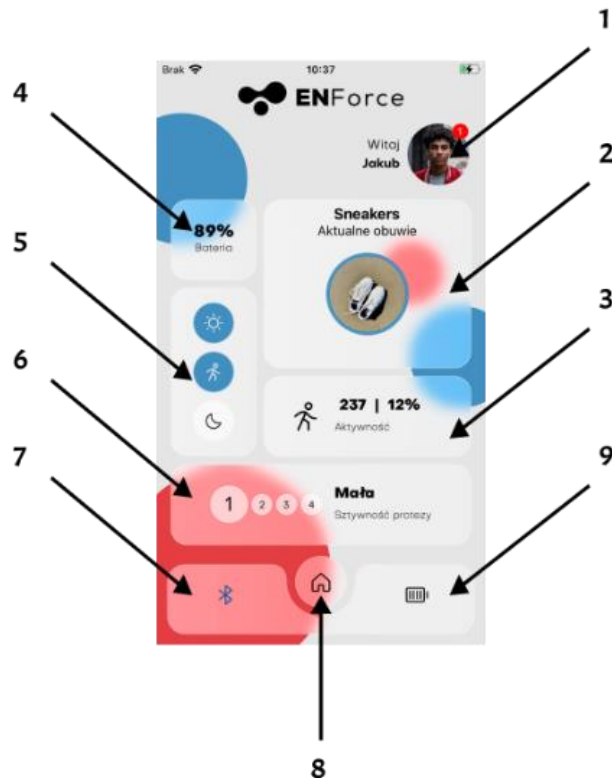 1
Brak 10:37
4
ENForce
Witaj
Jakub
1
2
89%
Bateria
Sneakers
Aktualne obuwie
5
3
6
237 | 12%
Aktywność
7
9
1 2 3 4
Mała
Sztywność protezy
8